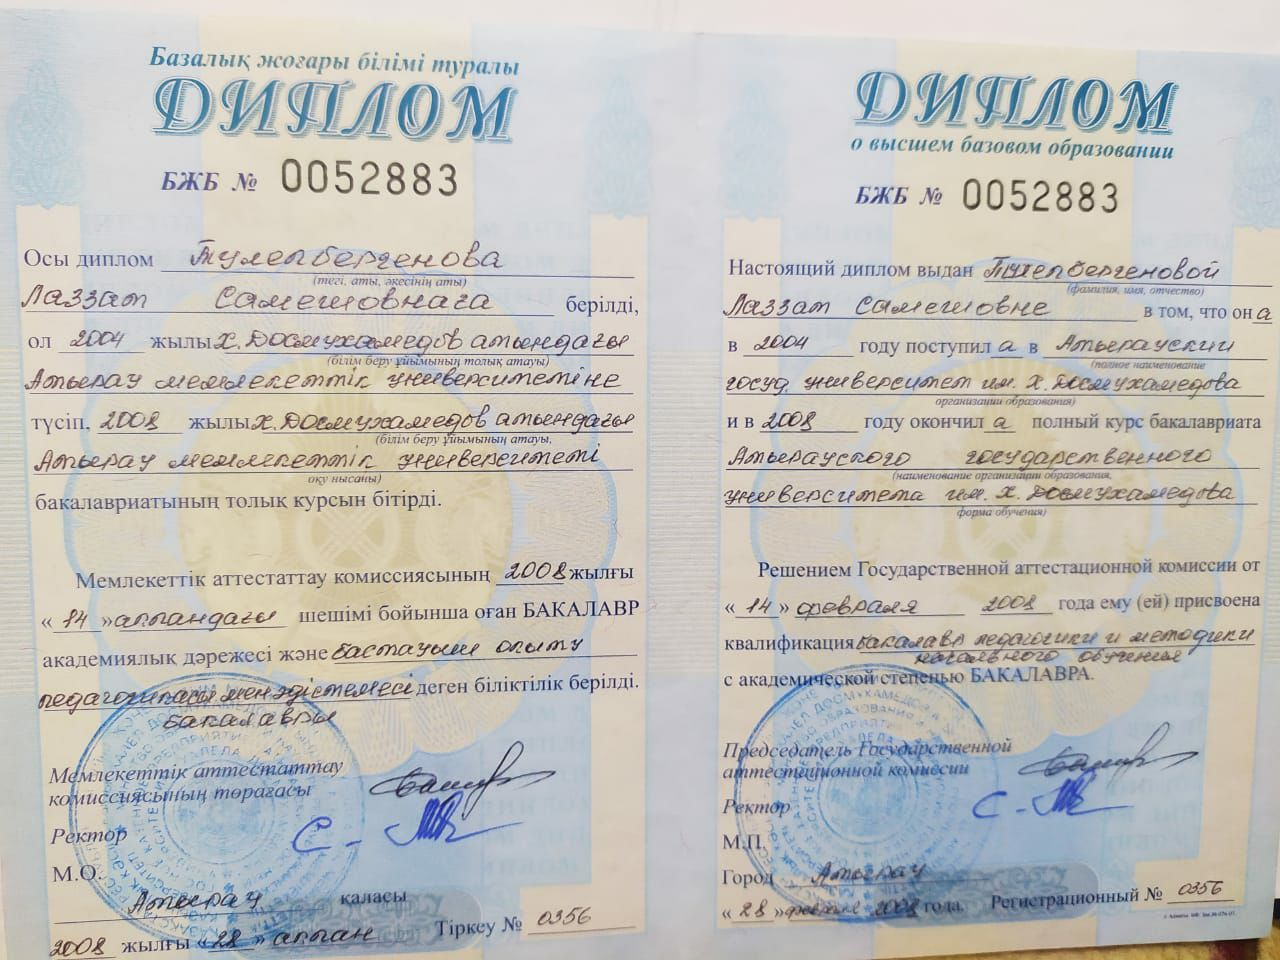 Базалық жоғары білімі туралы
ДИПЛОМ
БЖБ № 0052883
Осы диплом Тулепбергенова
(тегі, аты, әкесінің аты)
Лаззат Самешовнаға берілді,
ол 2004 жылы Х. Досмухамедов атындағы
(білім беру ұйымының толық атауы)
Атырау мемлекеттік университетіне
түсіп, 2008 жылы Х. Досмухамедов атындағы
(білім беру ұйымының атауы,
Атырау мемлекеттік университеті
оқу нысаны)
бакалавриатының толық курсын бітірді.
Мемлекеттік аттестаттау комиссиясының 2008 жылғы
« 14 » ақпандағы шешімі бойынша оған БАКАЛАВР
академиялық дәрежесі және бастауыш оқыту
педагогикасы мен әдістемесі деген біліктілік берілді.
бакалавры
Мемлекеттік аттестаттау
комиссиясының төрағасы
Ректор
М.О.
Атырау қаласы
2008 жылғы « 28 » ақпан Тіркеу № 0356
ДИПЛОМ
о высшем базовом образовании
БЖБ № 0052883
Настоящий диплом выдан Тулепбергеновой
(фамилия, имя, отчество)
Лаззат Самешовне в том, что он а
в 2004 году поступил а в Атырауский
(полное наименование
госуд. университет им. Х. Досмухамедова
организации образования)
и в 2008 году окончил а полный курс бакалавриата
Атырауского государственного
(наименование организации образования,
университета им. Х. Досмухамедова
форма обучения)
Решением Государственной аттестационной комиссии от
« 14 » февраля 2008 года ему (ей) присвоена
квалификация бакалавр педагогики и методики
начального обучения
с академической степенью БАКАЛАВРА.
Председатель Государственной
аттестационной комиссии
Ректор
М.П.
Город Атырау
« 28 » февраля 2008 года. Регистрационный № 0356